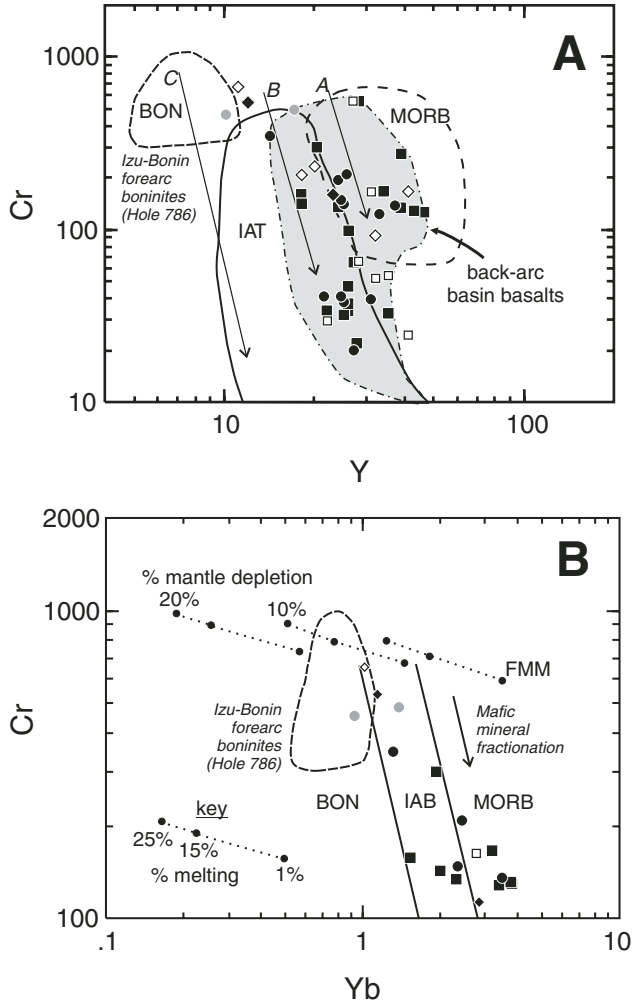 A
1000
C
B
A
BON
MORB
Izu-Bonin
forearc
boninites
(Hole 786)
Cr
100
IAT
back-arc
basin basalts
10
10
100
Y
2000
B
% mantle depletion
20%
10%
1000
FMM
Cr
Izu-Bonin
forearc
boninites
(Hole 786)
Mafic
mineral
fractionation
BON
IAB
MORB
key
25%
15%
1%
% melting
100
.1
1
10
Yb